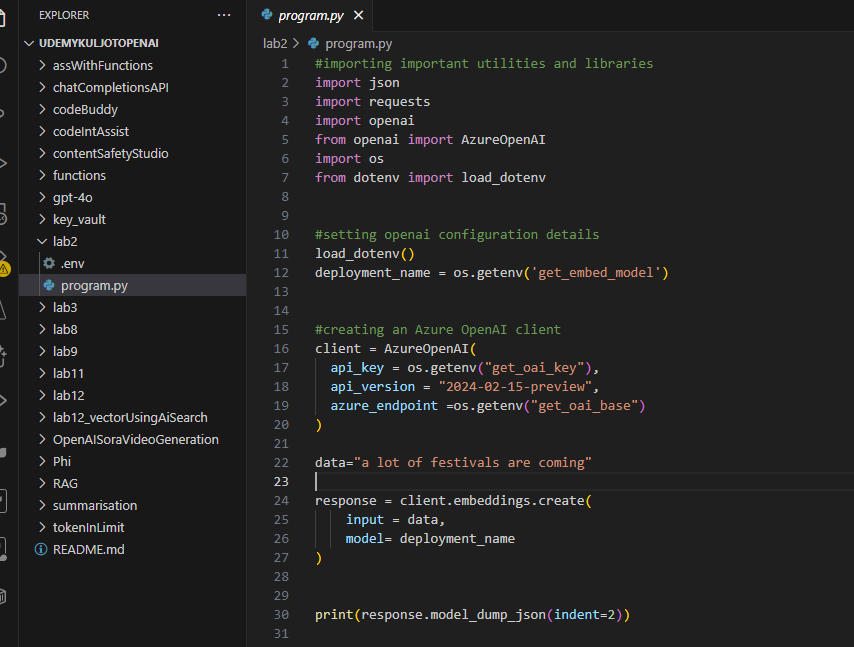 EXPLORER
···
UDEMYKULJOTOPENAI
assWithFunctions
chatCompletionsAPI
codeBuddy
codeIntAssist
contentSafetyStudio
functions
gpt-4o
key_vault
lab2
.env
program.py
lab3
lab8
lab9
lab11
lab12
lab12_vectorUsingAiSearch
OpenAISoraVideoGeneration
Phi
RAG
summarisation
tokenInLimit
README.md
program.py
lab2 > program.py
1 #importing important utilities and libraries
2 import json
3 import requests
4 import openai
5 from openai import AzureOpenAI
6 import os
7 from dotenv import load_dotenv
8
9
10 #setting openai configuration details
11 load_dotenv()
12 deployment_name = os.getenv('get_embed_model')
13
14
15 #creating an Azure OpenAI client
16 client = AzureOpenAI(
17   api_key = os.getenv("get_oai_key"),
18   api_version = "2024-02-15-preview",
19   azure_endpoint =os.getenv("get_oai_base")
20 )
21
22 data="a lot of festivals are coming"
23
24 response = client.embeddings.create(
25     input = data,
26     model= deployment_name
27 )
28
29
30 print(response.model_dump_json(indent=2))
31